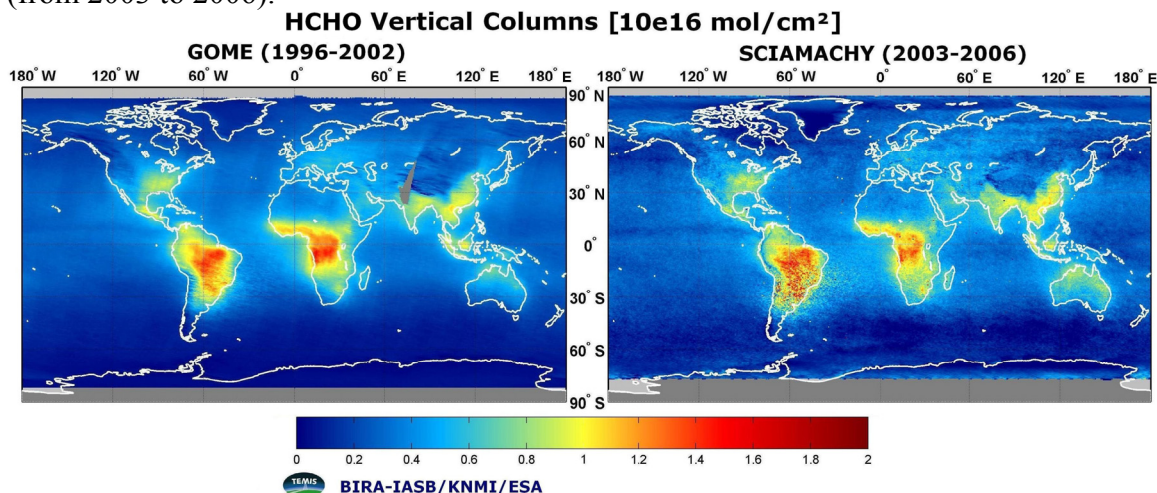 (from 2003 to 2006).
HCHO Vertical Columns [10e16 mol/cm²]
GOME (1996-2002) SCIAMACHY (2003-2006)
180° W 120° W 60° W 0° 60° E 120° E 180° E 180° W 120° W 60° W 0° 60° E 120° E 180° E
90° N
60° N
30° N
0°
30° S
60° S
90° S
0 0.2 0.4 0.6 0.8 1 1.2 1.4 1.6 1.8 2
TEMIS BIRA-IASB/KNMI/ESA